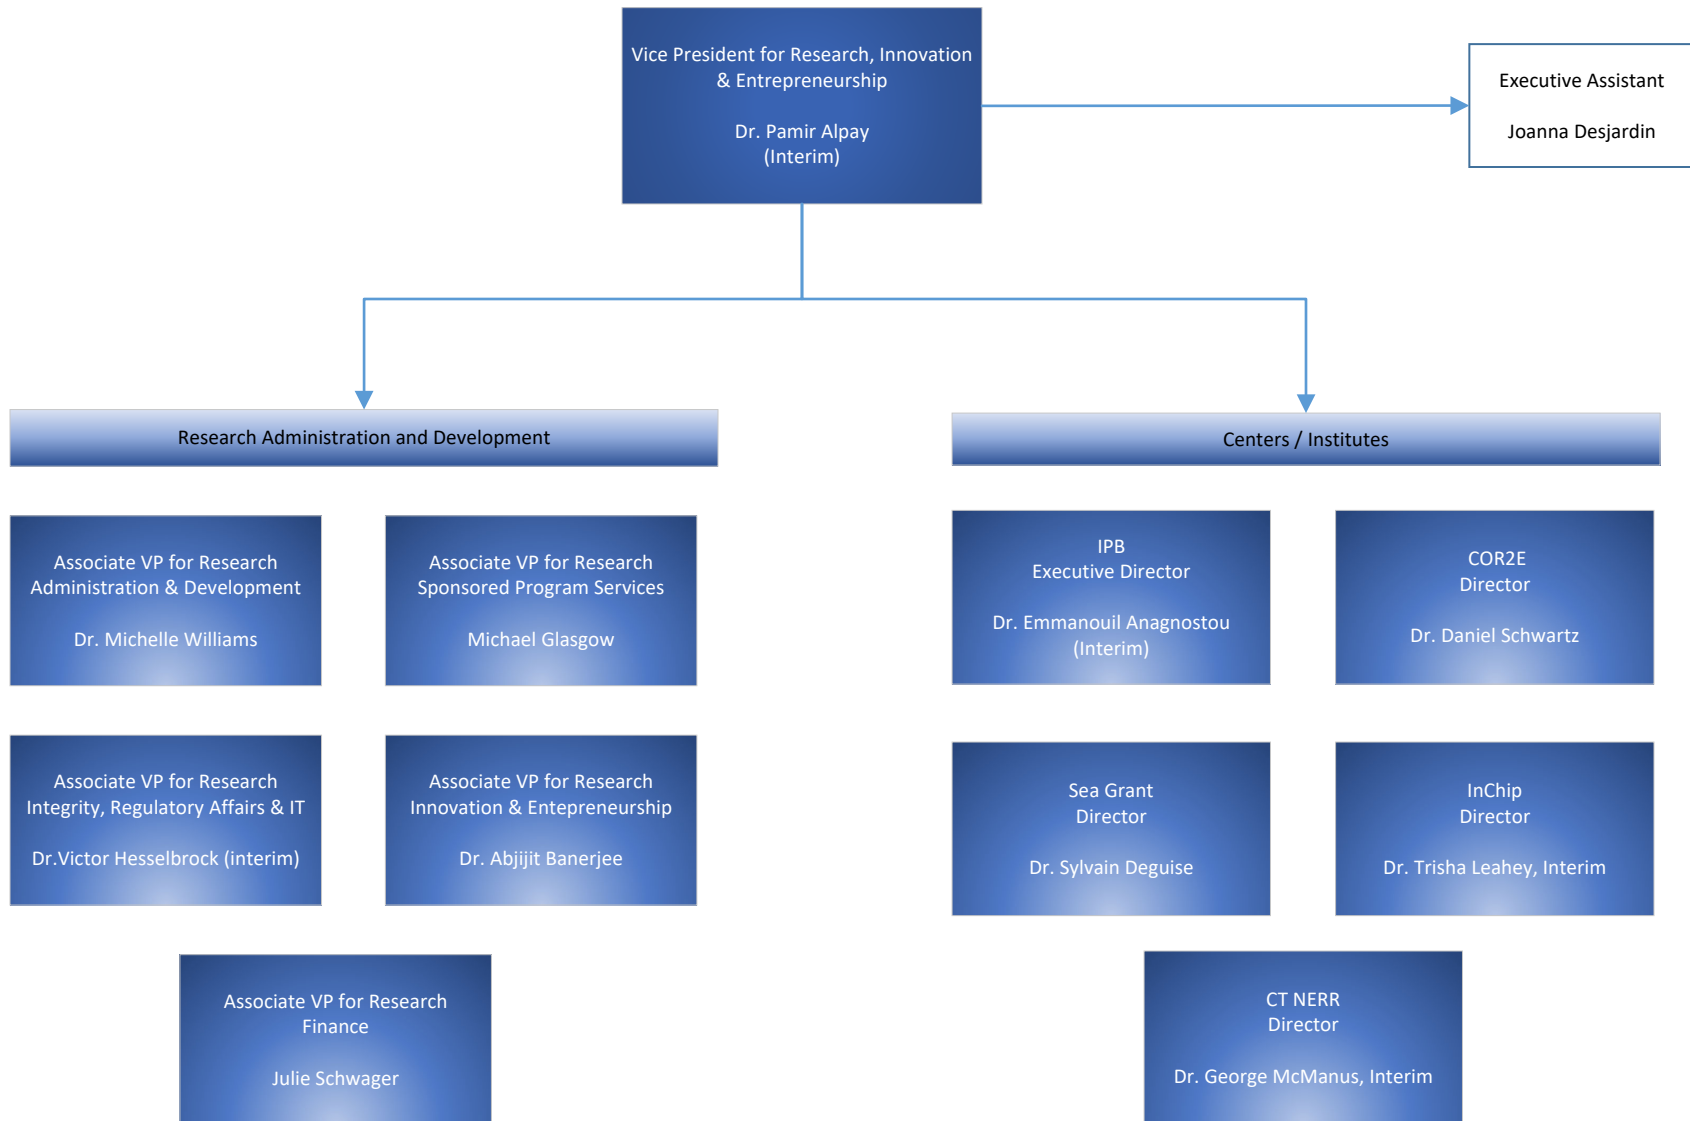 Vice President for Research, Innovation
& Entrepreneurship
Dr. Pamir Alpay
(Interim)
Executive Assistant
Joanna Desjardin
Research Administration and Development
Associate VP for Research
Administration & Development
Dr. Michelle Williams
Associate VP for Research
Sponsored Program Services
Michael Glasgow
Associate VP for Research
Integrity, Regulatory Affairs & IT
Dr.Victor Hesselbrock (interim)
Associate VP for Research
Innovation & Entepreneurship
Dr. Abjijit Banerjee
Associate VP for Research
Finance
Julie Schwager
Centers / Institutes
IPB
Executive Director
Dr. Emmanouil Anagnostou
(Interim)
COR2E
Director
Dr. Daniel Schwartz
Sea Grant
Director
Dr. Sylvain Deguise
InChip
Director
Dr. Trisha Leahey, Interim
CT NERR
Director
Dr. George McManus, Interim